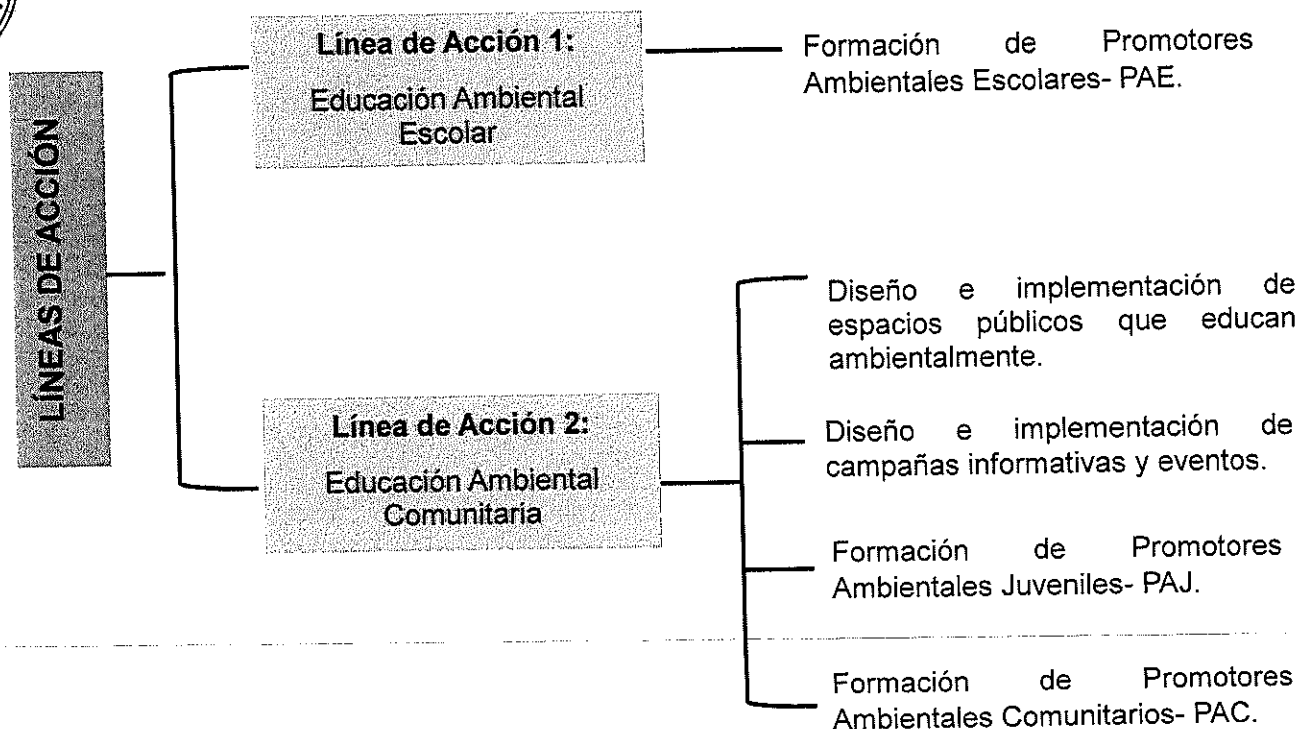 LÍNEAS DE ACCIÓN
Línea de Acción 1:
Educación Ambiental
Escolar
Formación de Promotores
Ambientales Escolares- PAE.
Línea de Acción 2:
Educación Ambiental
Comunitaria
Diseño e implementación de
espacios públicos que educan
ambientalmente.
Diseño e implementación de
campañas informativas y eventos.
Formación de Promotores
Ambientales Juveniles- PAJ.
Formación de Promotores
Ambientales Comunitarios- PAC.